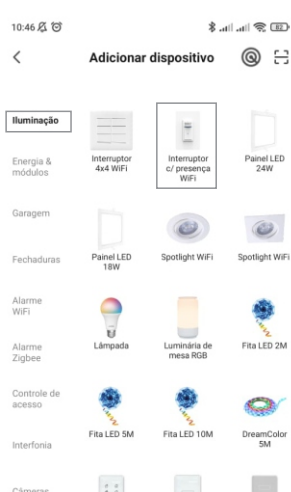 10:46
82
Adicionar dispositivo
Iluminação
Energia &
módulos
Garagem
Fechaduras
Alarme
WiFi
Alarme
Zigbee
Controle de
acesso
Interfonia
Câmeras
Interruptor
4x4 WiFi
Interruptor
c/ presença
WiFi
Painel LED
24W
Painel LED
18W
Spotlight WiFi
Spotlight WiFi
Lâmpada
Luminária de
mesa RGB
Fita LED 2M
Fita LED 5M
Fita LED 10M
DreamColor
5M